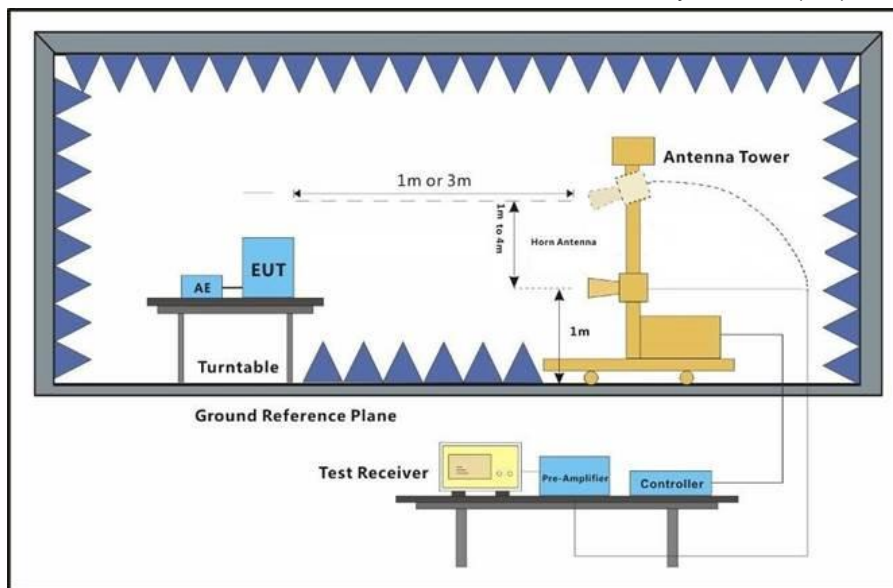 1m or 3m
Antenna Tower
1m to 4m
Horn Antenna
EUT
AE
1m
Turntable
Ground Reference Plane
Test Receiver
Pre-Amplifier
Controller